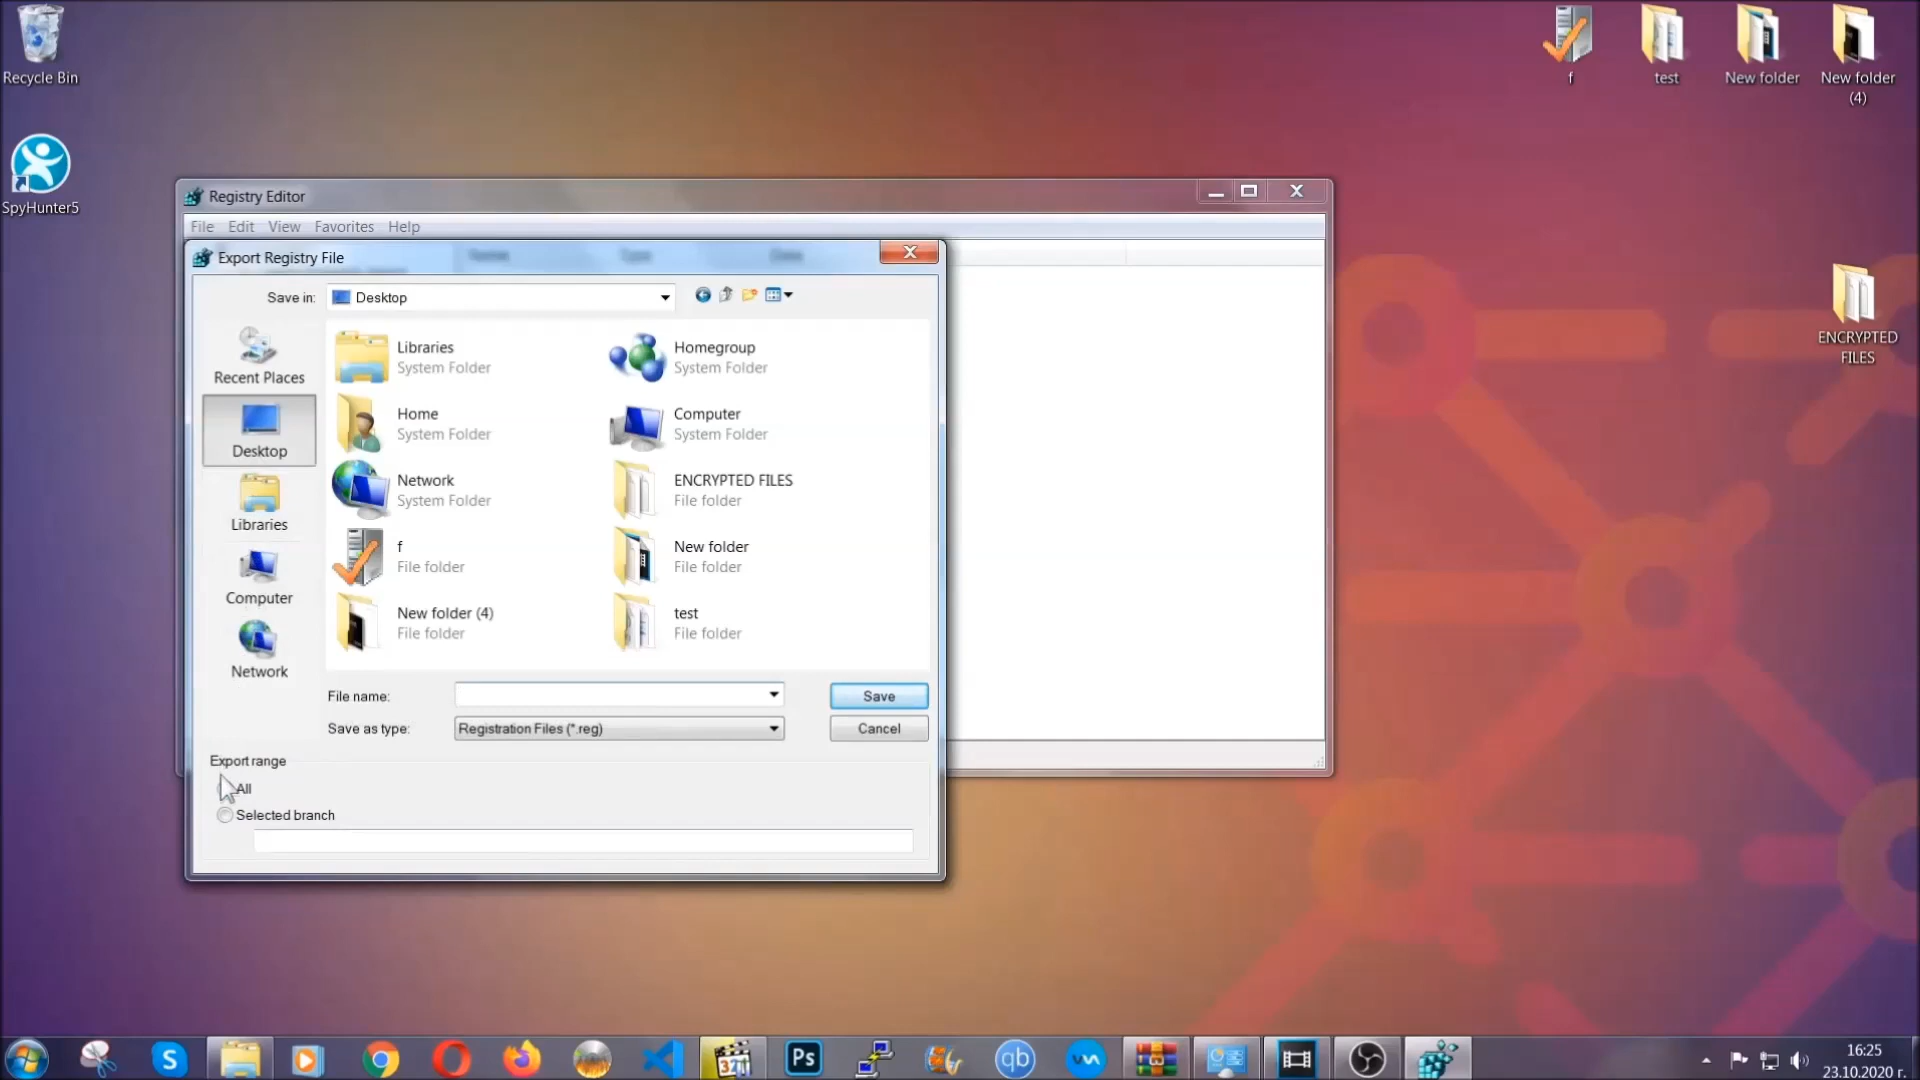 Recycle Bin
SpyHunter5
f
test
New folder
New folder
(4)
ENCRYPTED
FILES
Registry Editor
File Edit View Favorites Help
Export Registry File
Save in:
Desktop
Recent Places
Desktop
Libraries
Computer
Network
Libraries
System Folder
Homegroup
System Folder
Home
System Folder
Computer
System Folder
Network
System Folder
ENCRYPTED FILES
File folder
f
File folder
New folder
File folder
New folder (4)
File folder
test
File folder
File name:
Save
Save as type:
Registration Files (*.reg)
Cancel
Export range
All
Selected branch
S
321
Ps
qb
16:25
23.10.2020 г.